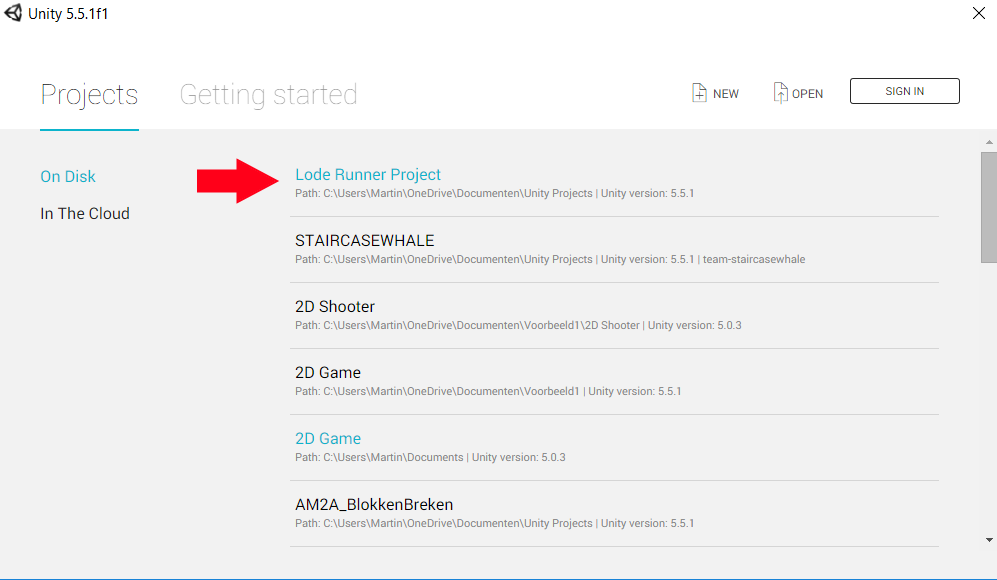 Unity 5.5.1f1
Projects
Getting started
NEW
OPEN
SIGN IN
On Disk
In The Cloud
Lode Runner Project
Path: C:\Users\Martin\OneDrive\Documenten\Unity Projects | Unity version: 5.5.1
STAIRCASEWHALE
Path: C:\Users\Martin\OneDrive\Documenten\Unity Projects | Unity version: 5.5.1 | team-staircasewhale
2D Shooter
Path: C:\Users\Martin\OneDrive\Documenten\Voorbeeld1\2D Shooter | Unity version: 5.0.3
2D Game
Path: C:\Users\Martin\OneDrive\Documenten\Voorbeeld1 | Unity version: 5.5.1
2D Game
Path: C:\Users\Martin\Documents | Unity version: 5.0.3
AM2A_BlokkenBreken
Path: C:\Users\Martin\OneDrive\Documenten\Unity Projects | Unity version: 5.5.1